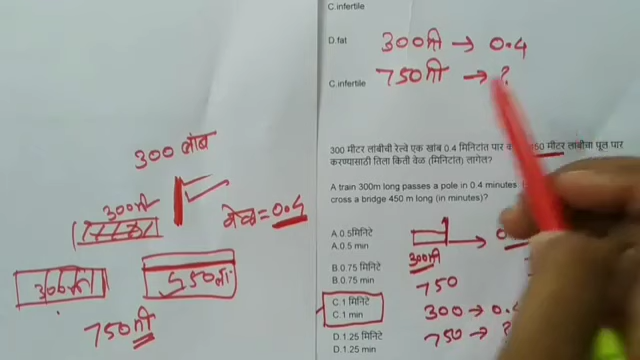 C.infertile
D.fat
C.infertile
300मी → 0.4
750मी → ?
300 मीटर लांबीची रेल्वे एक खांब 0.4 मिनिटांत पार
450 मीटर लांबीचा पूल पार
करण्यासाठी तिला किती वेळ (मिनिटांत) लागेल?
A train 300m long passes a pole in 0.4 minutes.
cross a bridge 450 m long (in minutes)?
A.0.5मिनिटे
A.0.5 min
B.0.75 मिनिटे
B.0.75 min
C.1 मिनिटे
C.1 min
D.1.25 मिनिटे
D.1.25 min
300 लांब
300मी
वेळ = 0.4
300मी
450
750मी
300मी
750
300 → 0.4
750 → ?